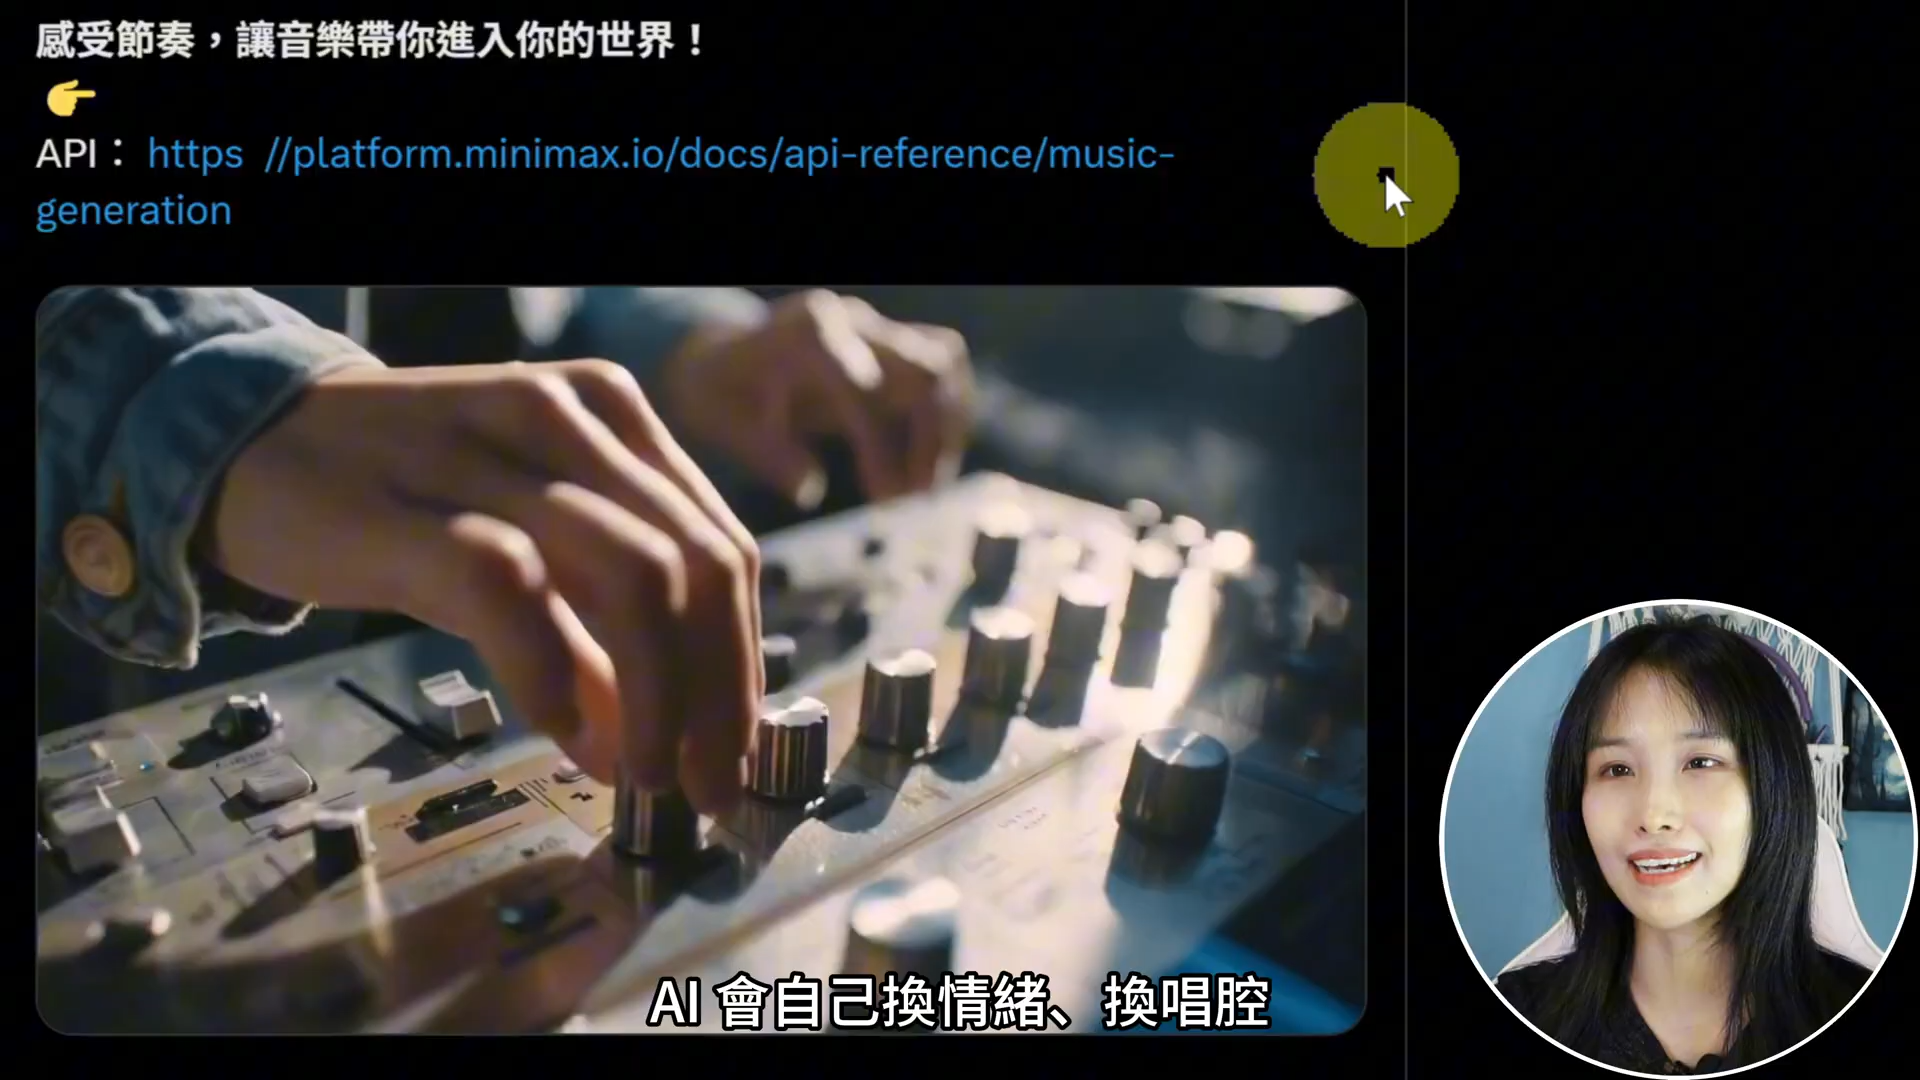 感受節奏，讓音樂帶你進入你的世界！
👉
API： https //platform.minimax.io/docs/api-reference/music-
generation
AI 會自己換情緒、換唱腔